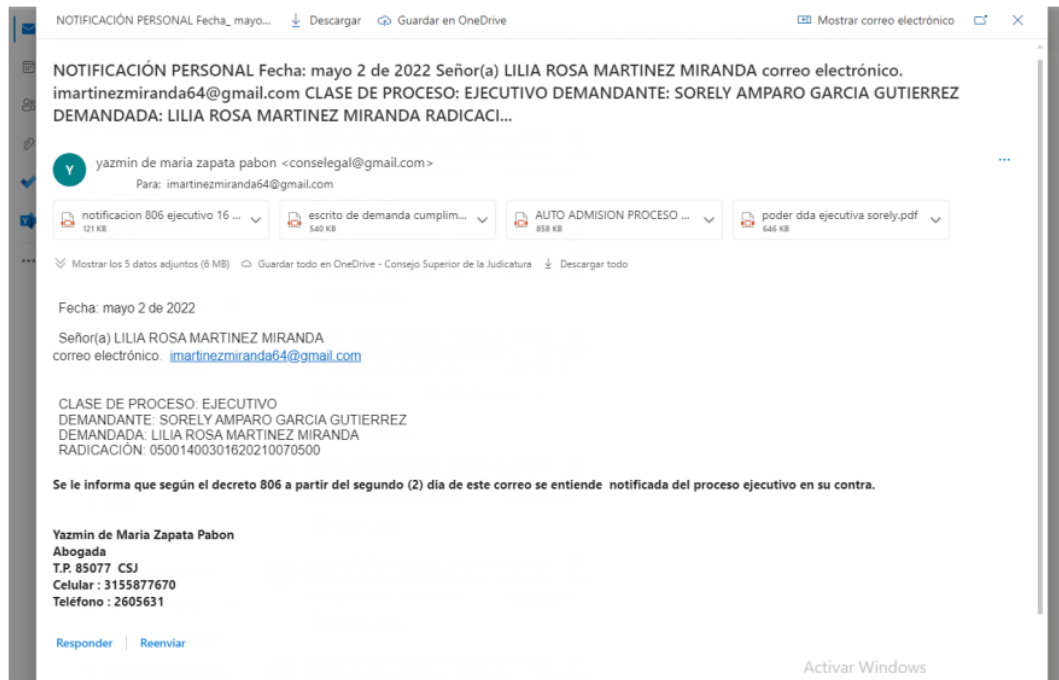 NOTIFICACIÓN PERSONAL Fecha_ mayo... Descargar Guardar en OneDrive Mostrar correo electrónico
NOTIFICACIÓN PERSONAL Fecha: mayo 2 de 2022 Señor(a) LILIA ROSA MARTINEZ MIRANDA correo electrónico.
imartinezmiranda64@gmail.com CLASE DE PROCESO: EJECUTIVO DEMANDANTE: SORELY AMPARO GARCIA GUTIERREZ
DEMANDADA: LILIA ROSA MARTINEZ MIRANDA RADICACI...
Y
yazmin de maria zapata pabon <conselegal@gmail.com>
Para: imartinezmiranda64@gmail.com
notificacion 806 ejecutivo 16 ... escrito de demanda cumplim... AUTO ADMISION PROCESO ... poder dda ejecutiva sorely.pdf
121 KB 540 KB 858 KB 646 KB
Mostrar los 5 datos adjuntos (6 MB) Guardar todo en OneDrive - Consejo Superior de la Judicatura Descargar todo
Fecha: mayo 2 de 2022
Señor(a) LILIA ROSA MARTINEZ MIRANDA
correo electrónico. imartinezmiranda64@gmail.com
CLASE DE PROCESO: EJECUTIVO
DEMANDANTE: SORELY AMPARO GARCIA GUTIERREZ
DEMANDADA: LILIA ROSA MARTINEZ MIRANDA
RADICACIÓN: 05001400301620210070500
Se le informa que según el decreto 806 a partir del segundo (2) dia de este correo se entiende notificada del proceso ejecutivo en su contra.
Yazmin de Maria Zapata Pabon
Abogada
T.P. 85077 CSJ
Celular : 3155877670
Teléfono : 2605631
Responder Reenviar
Activar Windows